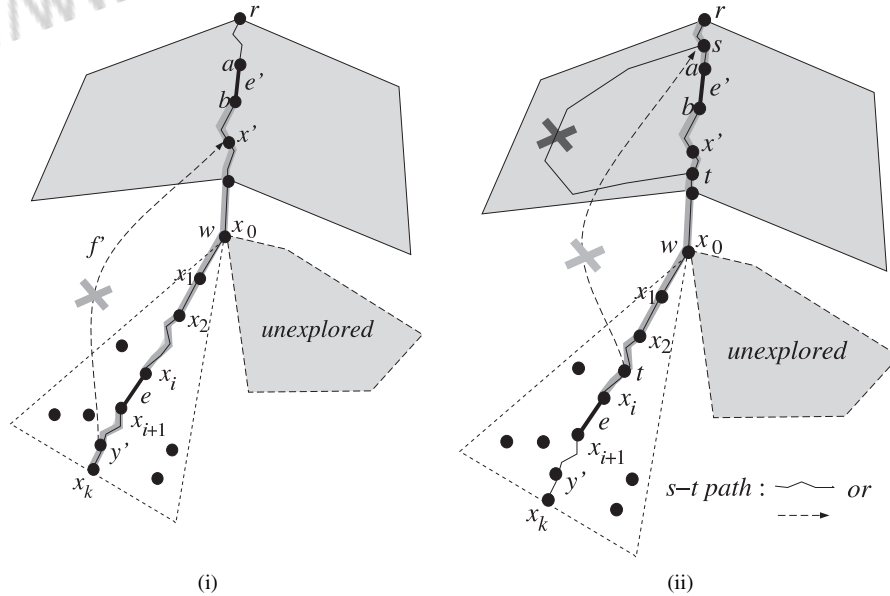 r
a
e'
b
x'
f'
w x0
x1
x2
unexplored
xi
e
xi+1
y'
xk
(i)
r
s
a
e'
b
x'
t
w x0
x1
x2
unexplored
t
xi
e
xi+1
y'
xk
s–t path : or
(ii)